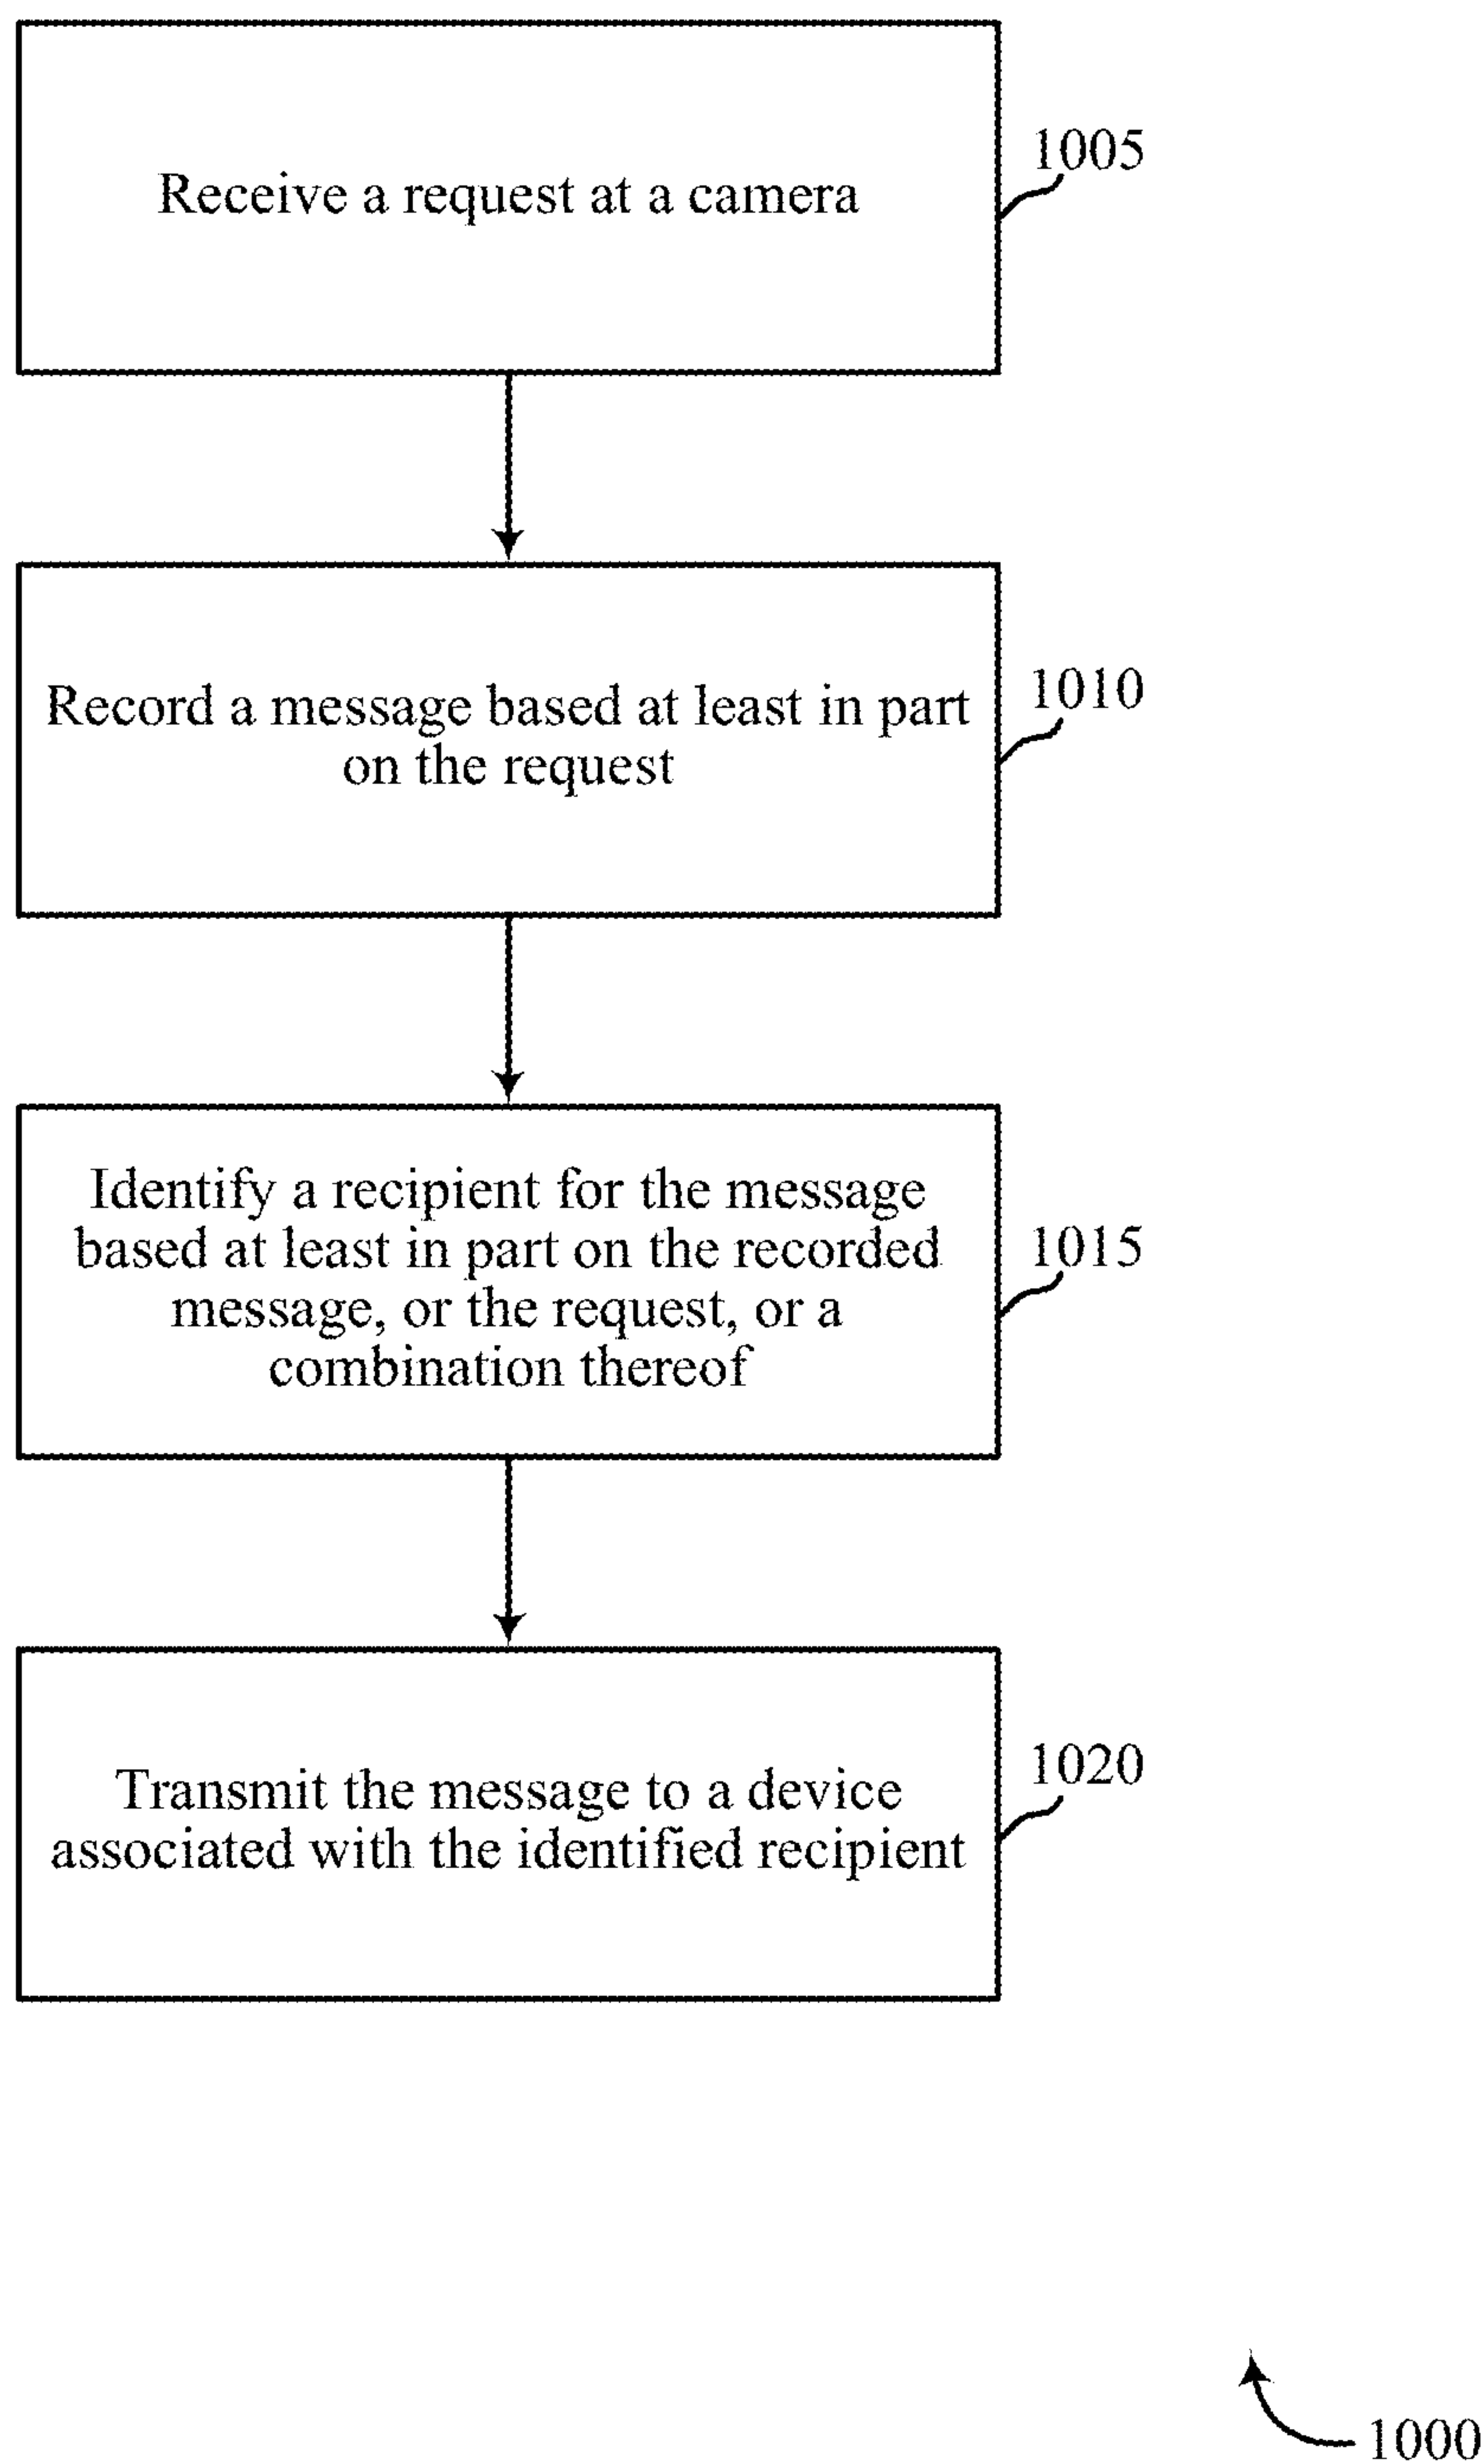 Receive a request at a camera
1005
Record a message based at least in part
on the request
1010
Identify a recipient for the message
based at least in part on the recorded
message, or the request, or a
combination thereof
1015
Transmit the message to a device
associated with the identified recipient
1020
1000